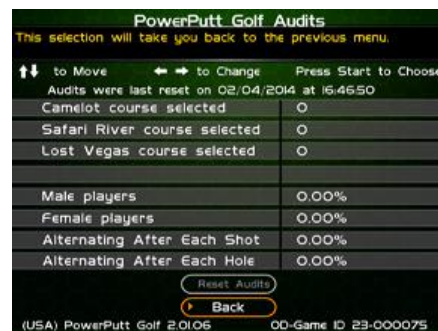 PowerPutt Golf Audits
This selection will take you back to the previous menu.
to Move to Change Press Start to Choose
Audits were last reset on 02/04/2014 at 16:46:50
Camelot course selected 0
Safari River course selected 0
Lost Vegas course selected 0
Male players 0.00%
Female players 0.00%
Alternating After Each Shot 0.00%
Alternating After Each Hole 0.00%
Reset Audits
Back
(USA) PowerPutt Golf 2.01.06 0D-Game ID 23-000075